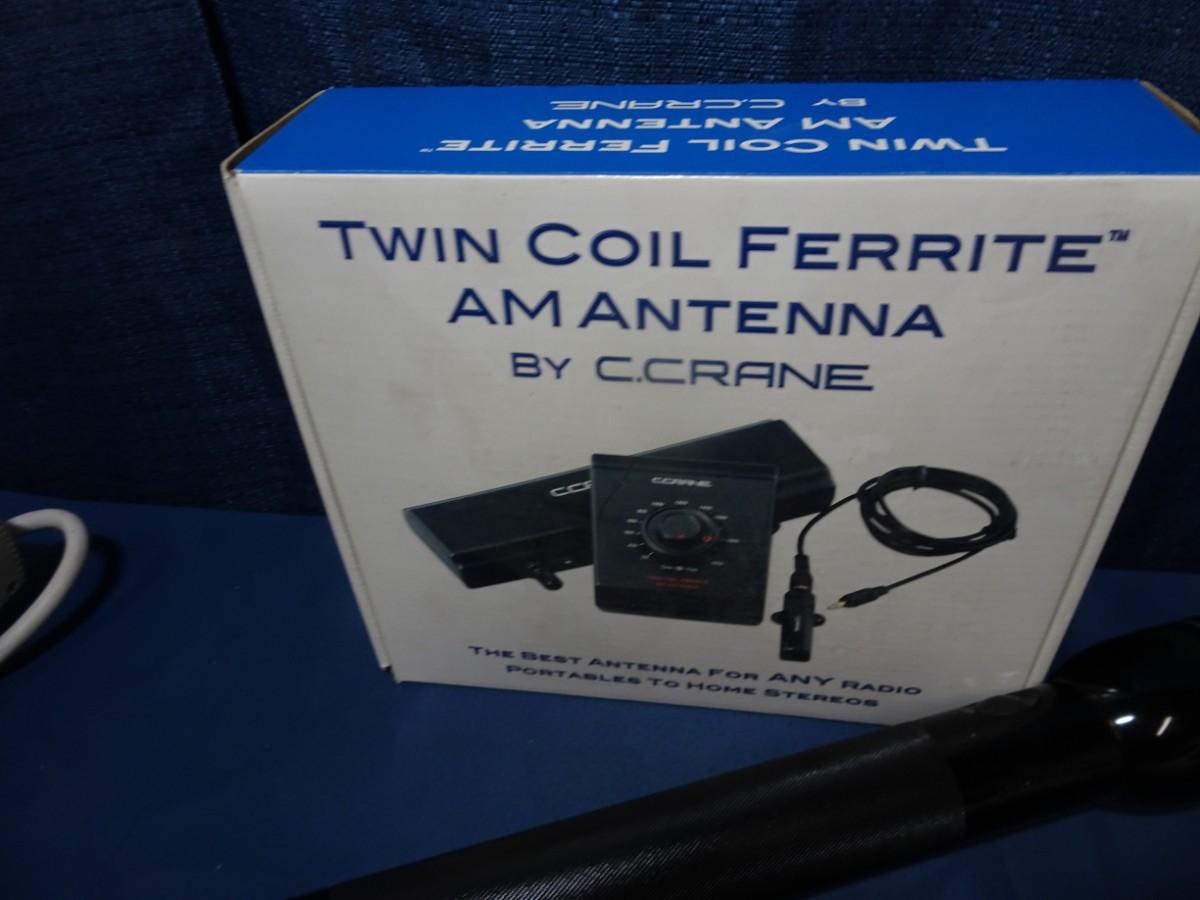 TWIN COIL FERRITE™
AM ANTENNA
BY C.CRANE
TWIN COIL FERRITE™
AM ANTENNA
BY C.CRANE
C.CRANE
THE BEST ANTENNA FOR ANY RADIO
PORTABLES TO HOME STEREOS